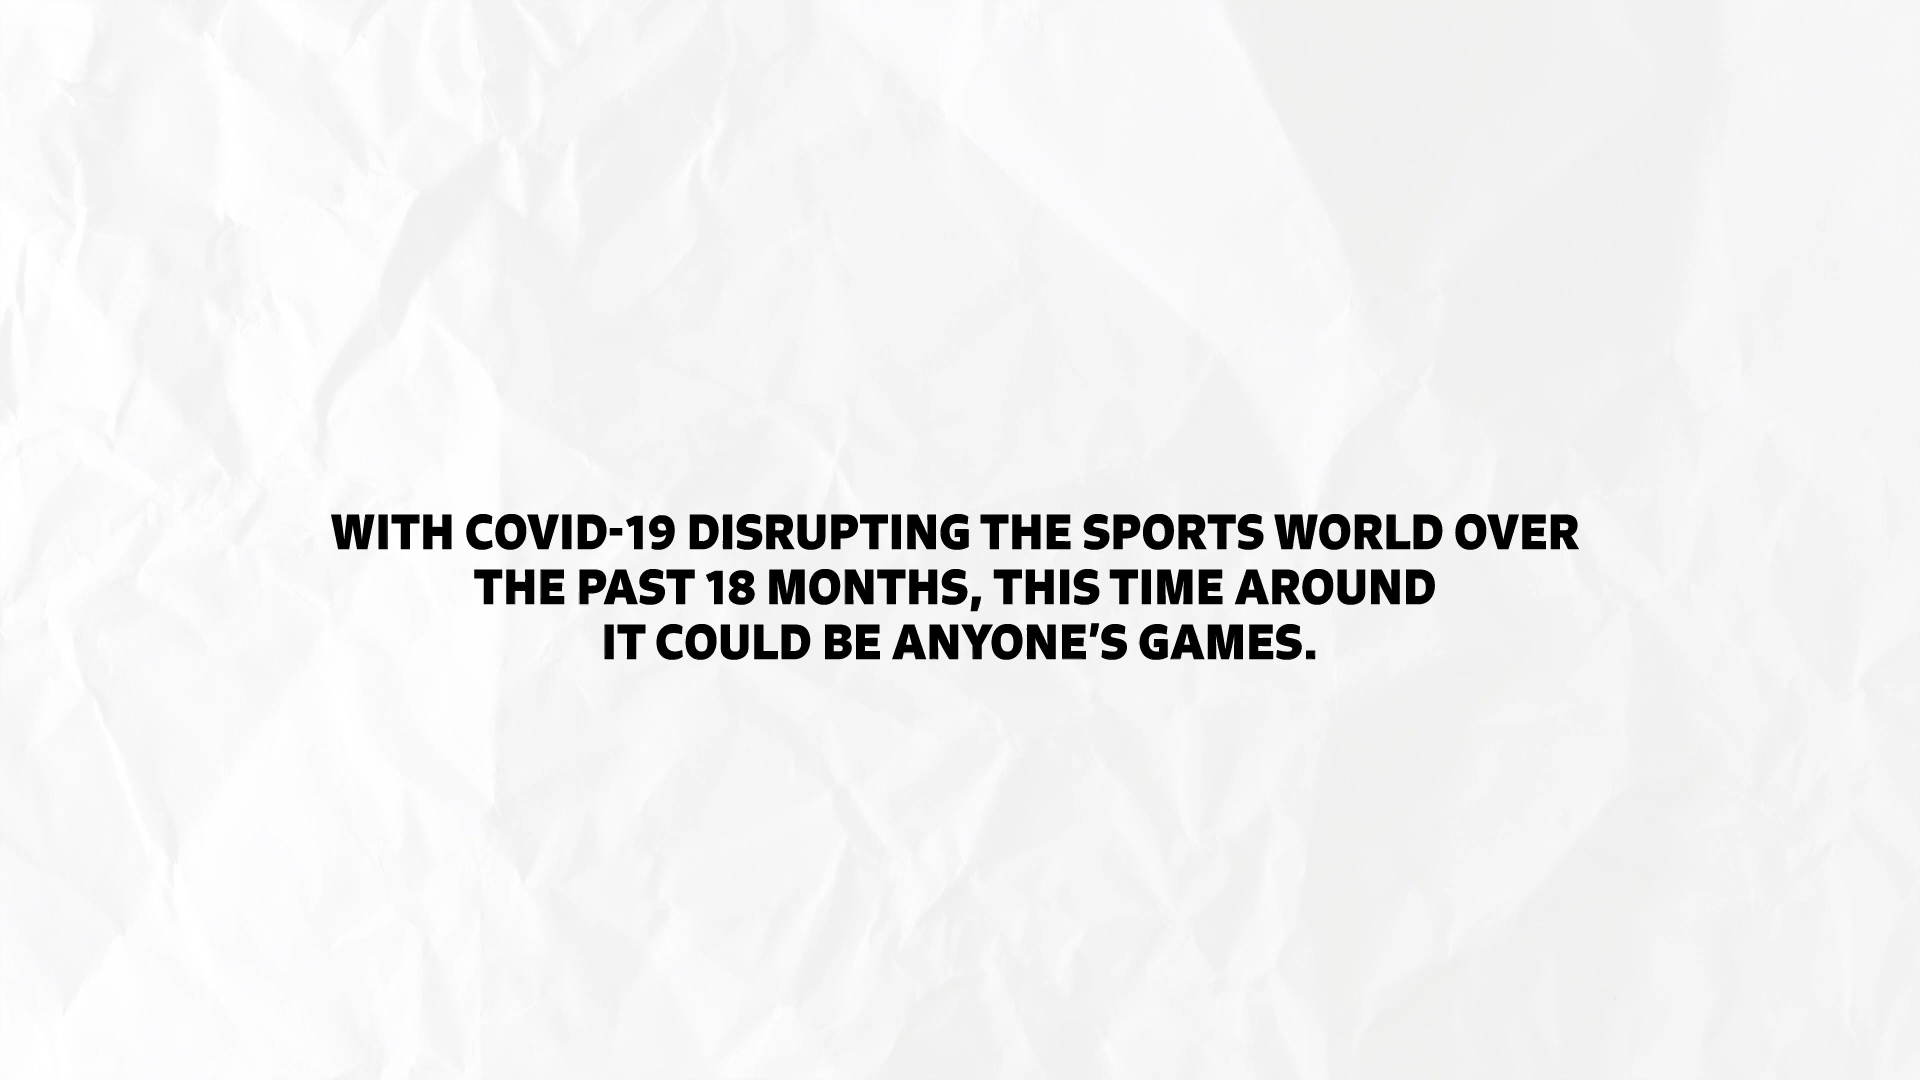 WITH COVID-19 DISRUPTING THE SPORTS WORLD OVER
THE PAST 18 MONTHS, THIS TIME AROUND
IT COULD BE ANYONE’S GAMES.